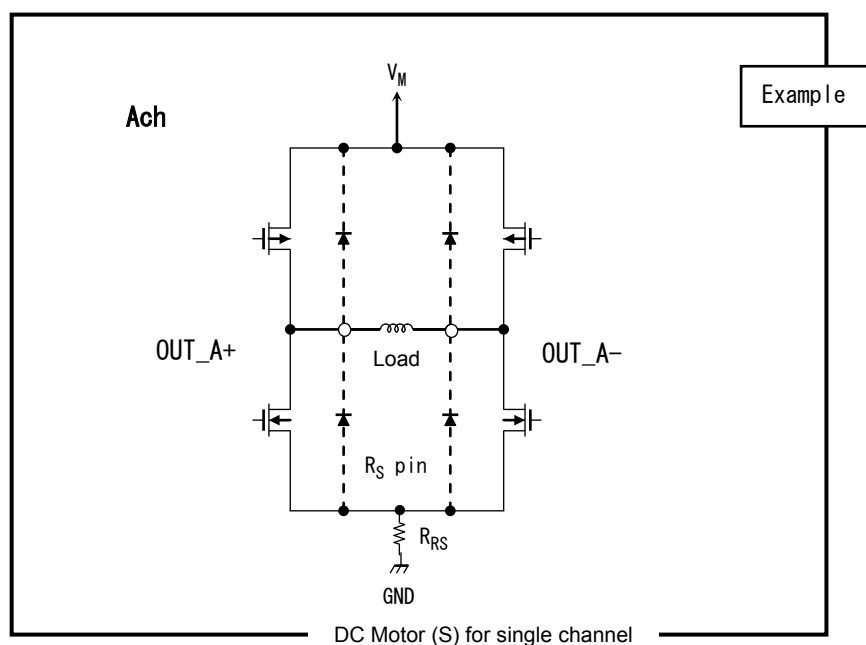 V_M
Example
Ach
OUT_A+
Load
OUT_A-
R_S pin
R_RS
GND
DC Motor (S) for single channel